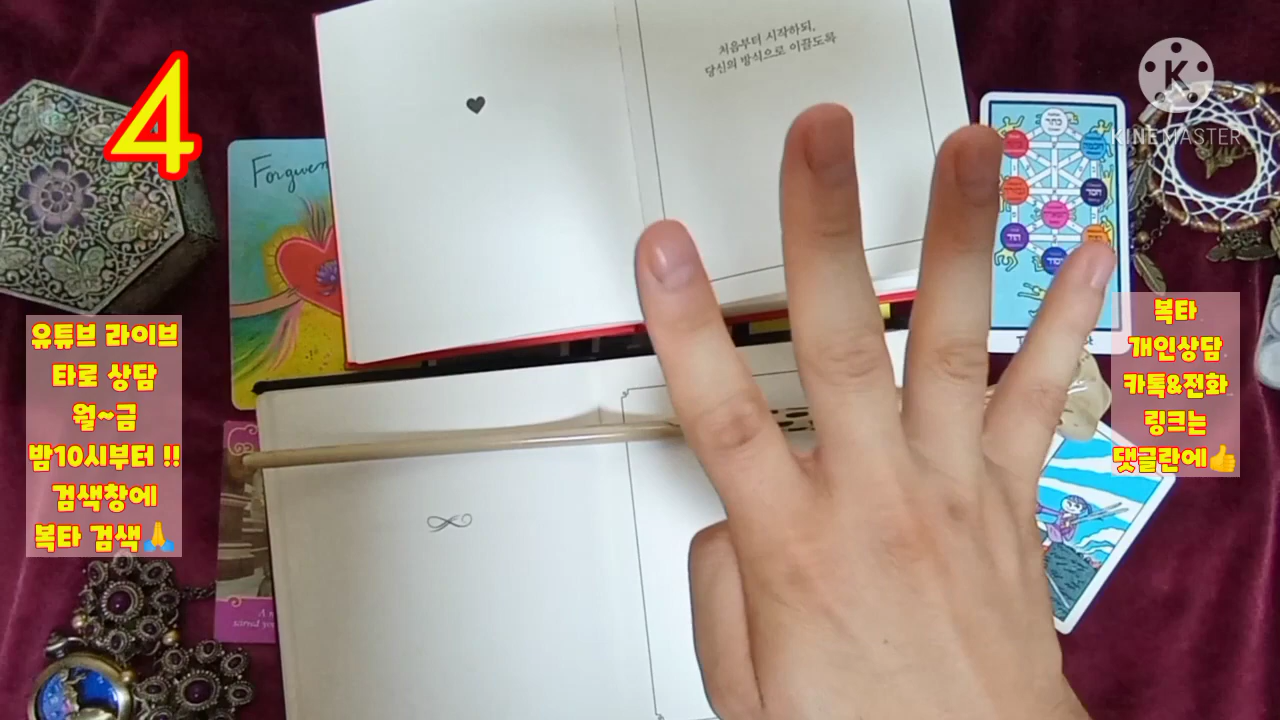 4
처음부터 시작하되,
당신의 방식으로 이끌도록
K
KINEMASTER
유튜브 라이브
타로 상담
월~금
밤10시부터 !!
검색창에
복타 검색🙏
복타
개인상담
카톡&전화
링크는
댓글란에👍